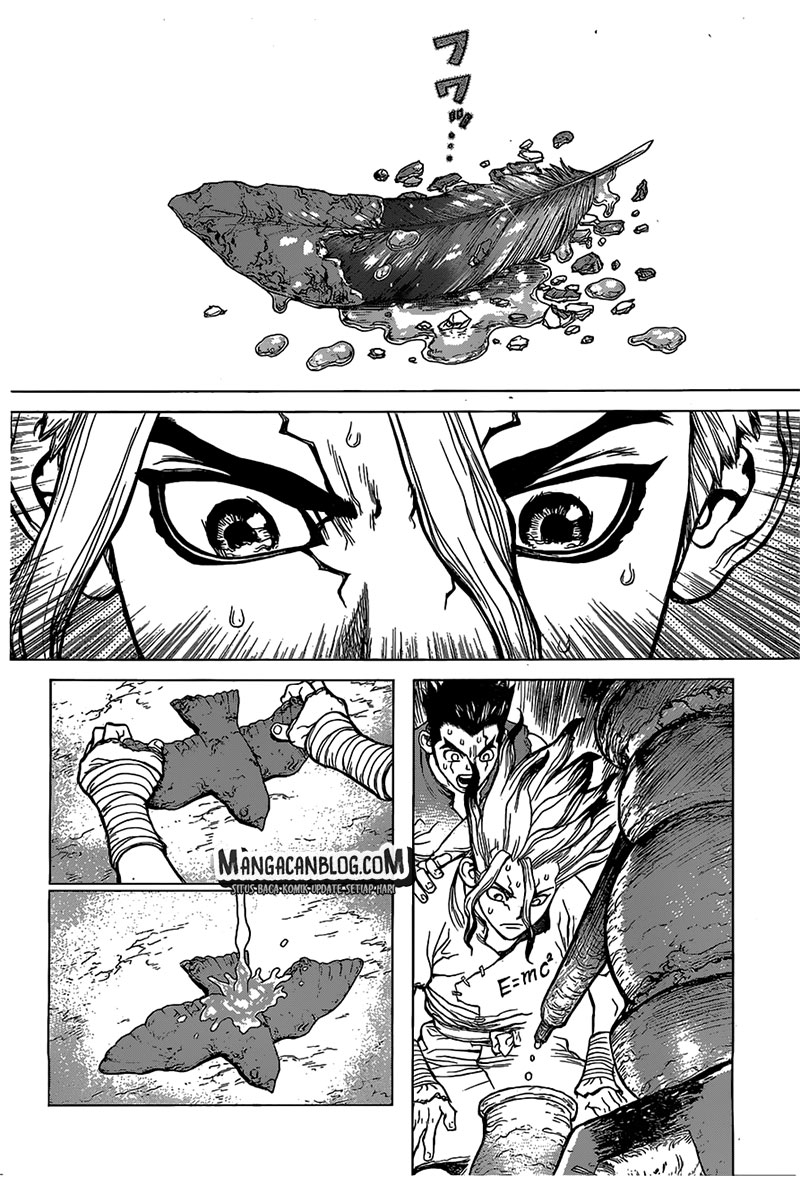 フワッ…
MANGACANBLOG.COM
SITUS BACA KOMIK UPDATE SETIAP HARI
E=mc²